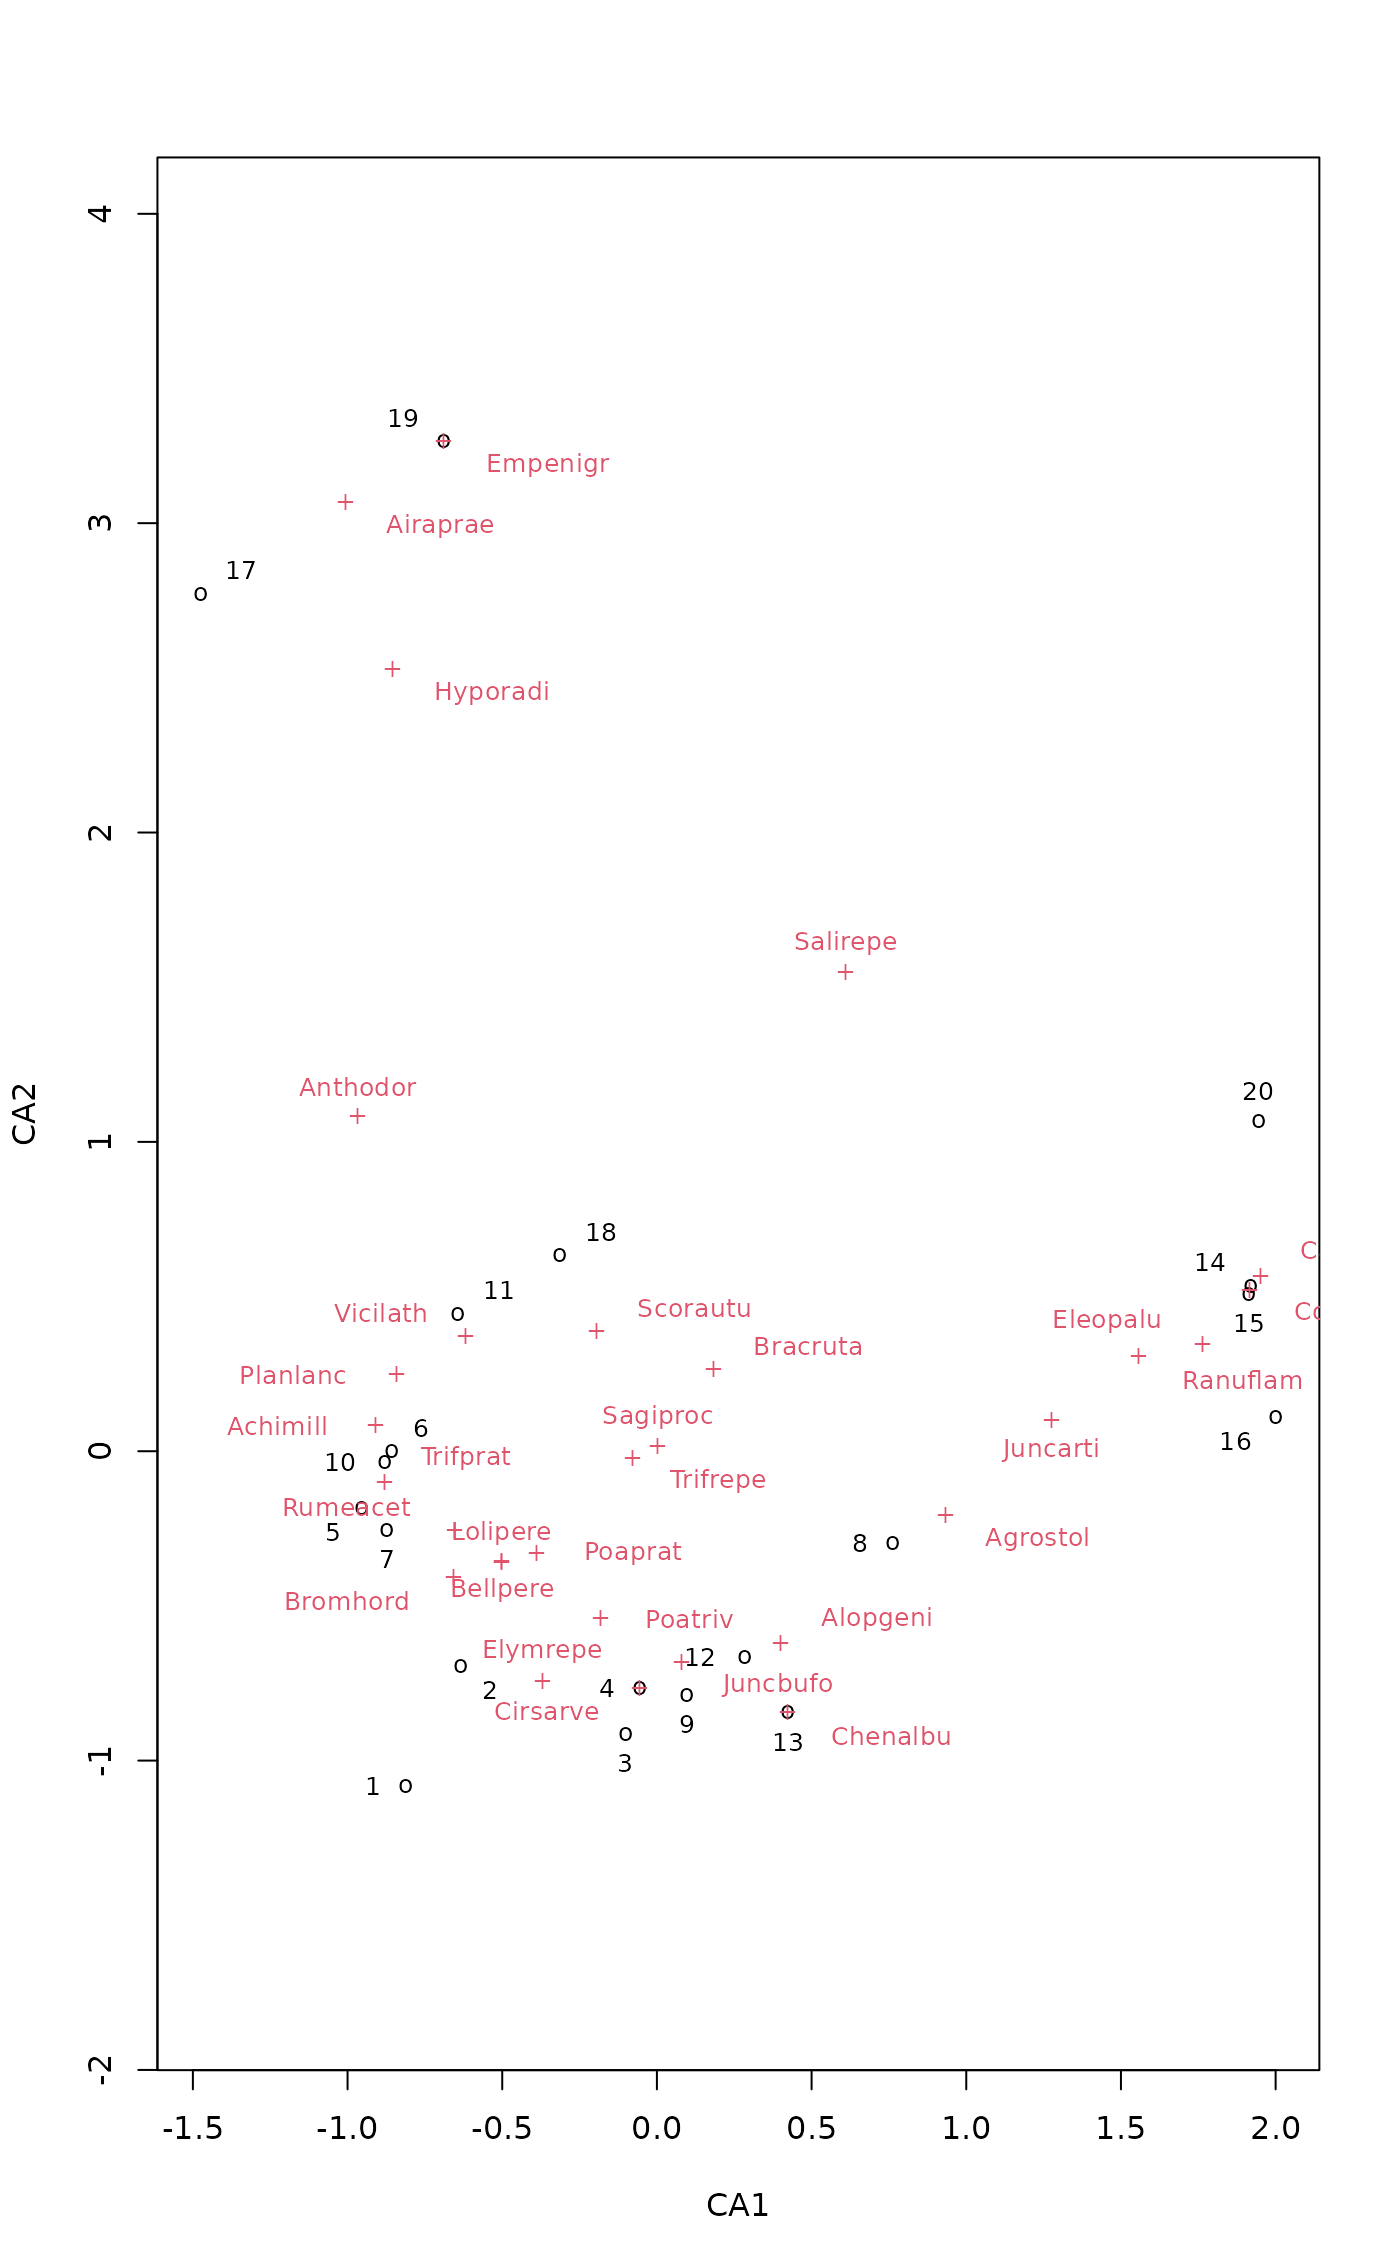 4
19
Empenigr
3
Airaprae
17
Hyporadi
2
Salirepe
Anthodor
20
CA2
1
18
C
14
11
Scorautu
Co
Vicilath
Eleopalu
15
Bracruta
Planlanc
Ranuflam
Sagiproc
Achimill
6
16
0
Juncarti
Trifprat
10
Trifrepe
Rumeacet
5
Lolipere
Agrostol
8
7
Poaprat
Bellpere
Bromhord
Poatriv
Alopgeni
Elymrepe
12
Juncbufo
2
4
Cirsarve
9
Chenalbu
13
-1
3
1
-2
-1.5 -1.0 -0.5 0.0 0.5 1.0 1.5 2.0
CA1